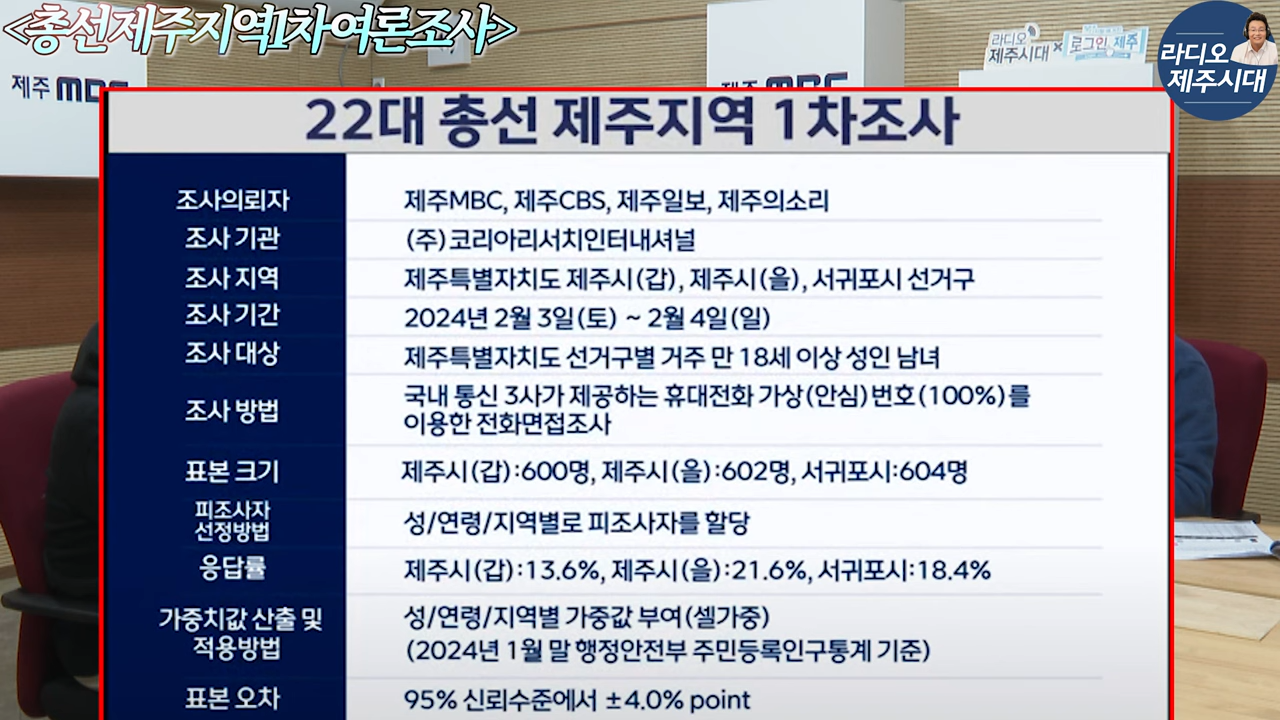 <총선제주지역1차여론조사>
제주 MBC
제주 MBC
라디오
제주시대 × 로그인 제주
라디오
제주시대
22대 총선 제주지역 1차조사
조사의뢰자 제주MBC, 제주CBS, 제주일보, 제주의소리
조사 기관 (주)코리아리서치인터내셔널
조사 지역 제주특별자치도 제주시(갑), 제주시(을), 서귀포시 선거구
조사 기간 2024년 2월 3일(토) ~ 2월 4일(일)
조사 대상 제주특별자치도 선거구별 거주 만 18세 이상 성인 남녀
조사 방법 국내 통신 3사가 제공하는 휴대전화 가상(안심)번호(100%)를
이용한 전화면접조사
표본 크기 제주시(갑):600명, 제주시(을):602명, 서귀포시:604명
피조사자
선정방법 성/연령/지역별로 피조사자를 할당
응답률 제주시(갑):13.6%, 제주시(을):21.6%, 서귀포시:18.4%
가중치값 산출 및 성/연령/지역별 가중값 부여(셀가중)
적용방법 (2024년 1월 말 행정안전부 주민등록인구통계 기준)
표본 오차 95% 신뢰수준에서 ±4.0% point